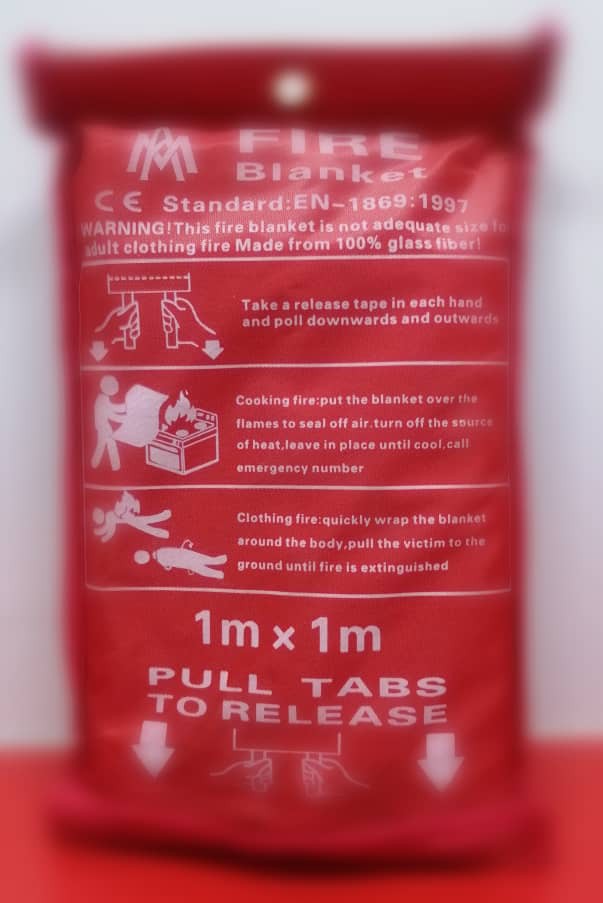 FIRE
Blanket
CE Standard:EN-1869:1997
WARNING!This fire blanket is not adequate size fo
adult clothing fire Made from 100% glass fiber!
Take a release tape in each hand
and poll downwards and outwards
Cooking fire:put the blanket over the
flames to seal off air.turn off the source
of heat,leave in place until cool,call
emergency number
Clothing fire:quickly wrap the blanket
around the body,pull the victim to the
ground until fire is extinguished
1m x 1m
PULL TABS
TO RELEASE